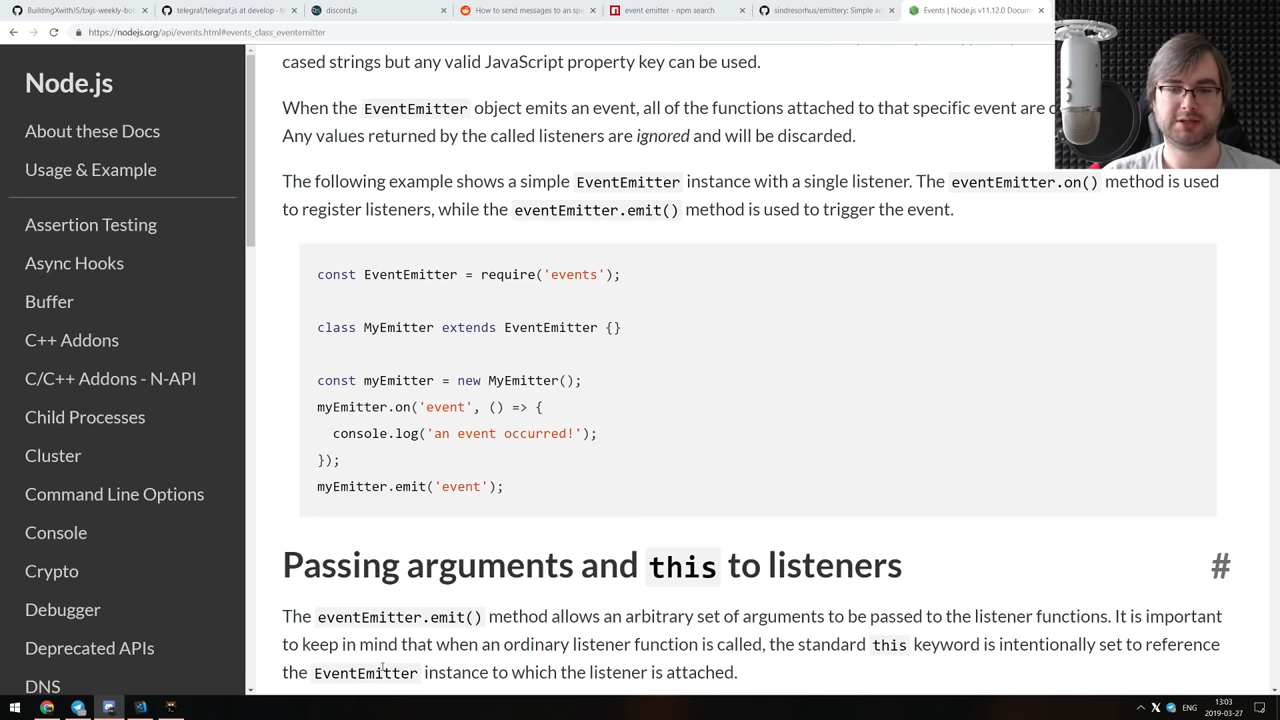 BuildingXwithJS/bxjs-weekly-bot
telegraf/telegraf.js at develop
discord.js
How to send messages to an spe
event emitter - npm search
sindresorhus/emittery: Simple a
Events | Node.js v11.12.0 Docum
https://nodejs.org/api/events.html#events_class_eventemitter
Node.js
About these Docs
Usage & Example
Assertion Testing
Async Hooks
Buffer
C++ Addons
C/C++ Addons - N-API
Child Processes
Cluster
Command Line Options
Console
Crypto
Debugger
Deprecated APIs
DNS
cased strings but any valid JavaScript property key can be used.
When the EventEmitter object emits an event, all of the functions attached to that specific event are
Any values returned by the called listeners are ignored and will be discarded.
The following example shows a simple EventEmitter instance with a single listener. The eventEmitter.on() method is used
to register listeners, while the eventEmitter.emit() method is used to trigger the event.
const EventEmitter = require('events');
class MyEmitter extends EventEmitter {}
const myEmitter = new MyEmitter();
myEmitter.on('event', () => {
console.log('an event occurred!');
});
myEmitter.emit('event');
Passing arguments and this to listeners #
The eventEmitter.emit() method allows an arbitrary set of arguments to be passed to the listener functions. It is important
to keep in mind that when an ordinary listener function is called, the standard this keyword is intentionally set to reference
the EventEmitter instance to which the listener is attached.
ENG
13:03
2019-03-27